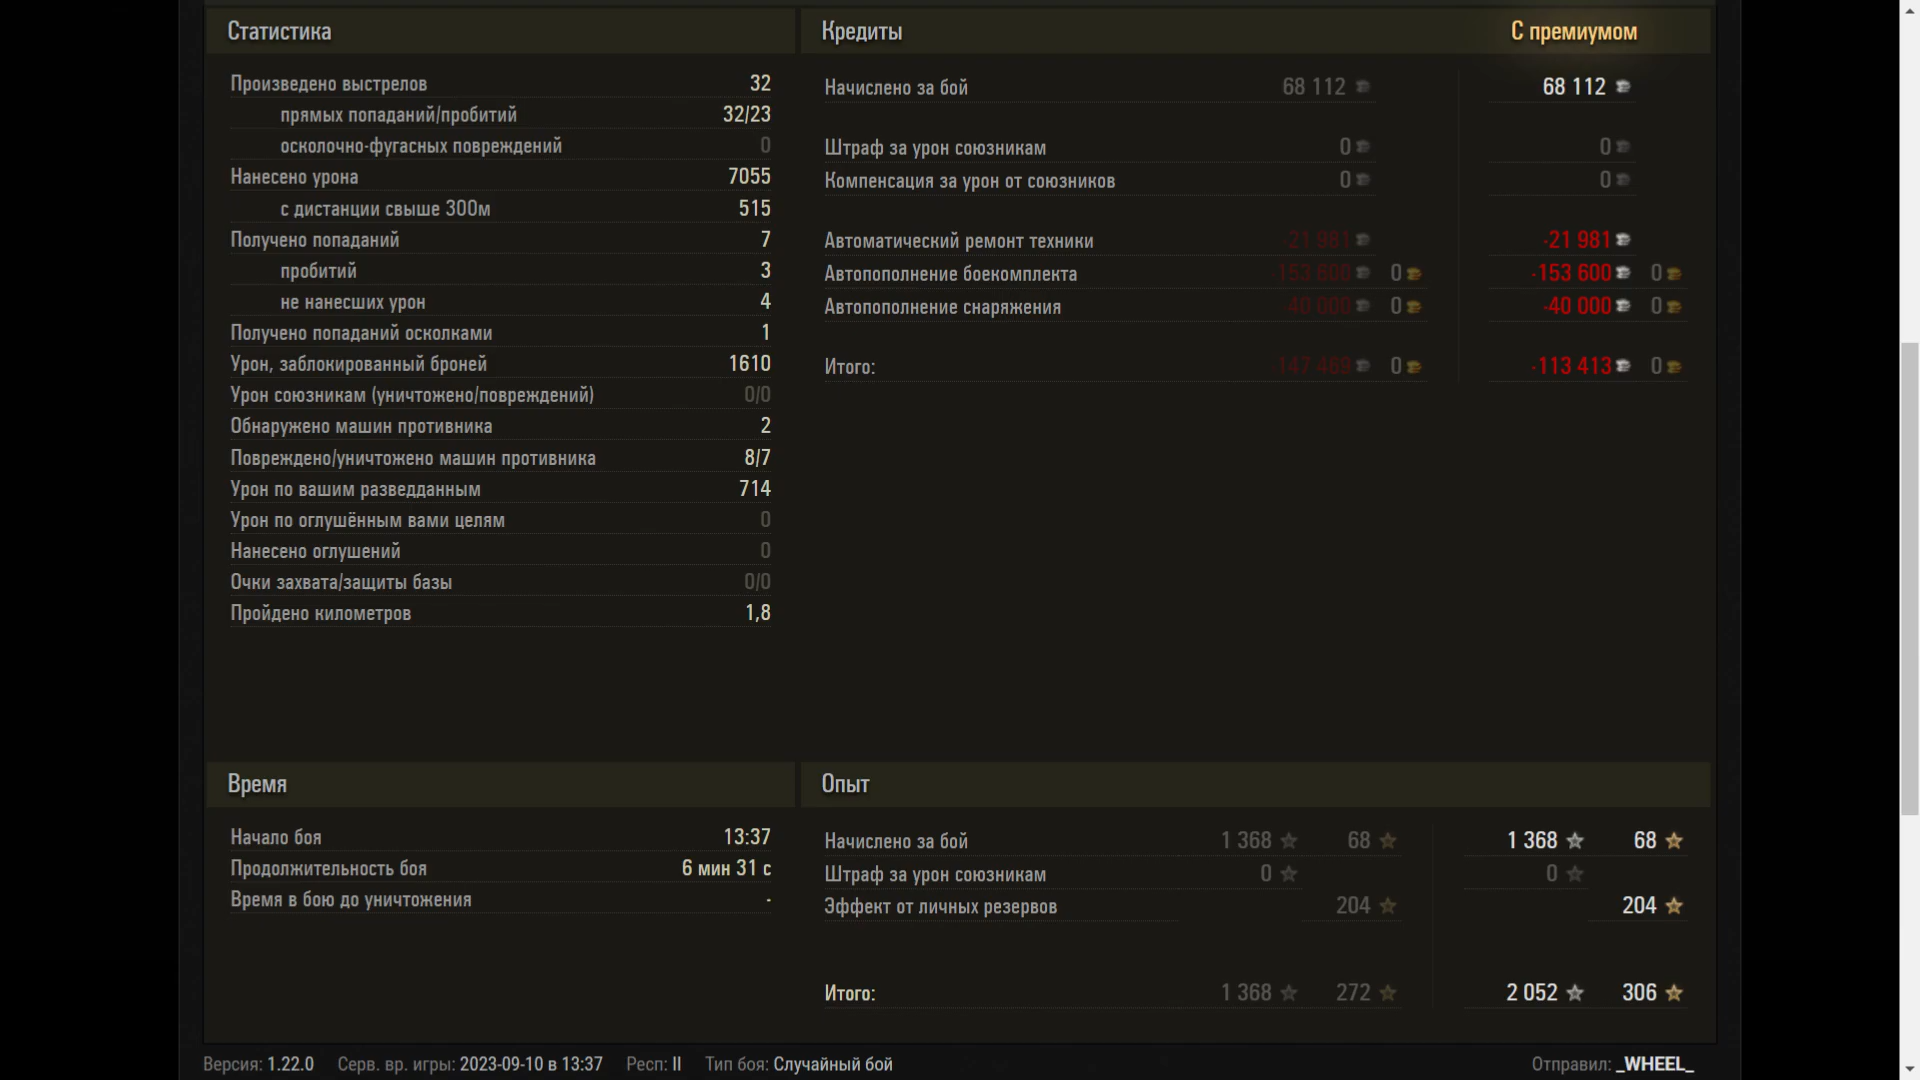 Статистика
Произведено выстрелов 32
прямых попаданий/пробитий 32/23
осколочно-фугасных повреждений 0
Нанесено урона 7055
с дистанции свыше 300м 515
Получено попаданий 7
пробитий 3
не нанесших урон 4
Получено попаданий осколками 1
Урон, заблокированный броней 1610
Урон союзникам (уничтожено/повреждений) 0/0
Обнаружено машин противника 2
Повреждено/уничтожено машин противника 8/7
Урон по вашим разведданным 714
Урон по оглушённым вами целям 0
Нанесено оглушений 0
Очки захвата/защиты базы 0/0
Пройдено километров 1,8
Кредиты С премиумом
Начислено за бой 68 112 68 112
Штраф за урон союзникам 0 0
Компенсация за урон от союзников 0 0
Автоматический ремонт техники -21 981 -21 981
Автопополнение боекомплекта -153 600 0 -153 600 0
Автопополнение снаряжения -40 000 0 -40 000 0
Итого: -147 469 0 -113 413 0
Время
Начало боя 13:37
Продолжительность боя 6 мин 31 с
Время в бою до уничтожения -
Опыт
Начислено за бой 1 368 68 1 368 68
Штраф за урон союзникам 0 0
Эффект от личных резервов 204 204
Итого: 1 368 272 2 052 306
Версия: 1.22.0 Серв. вр. игры: 2023-09-10 в 13:37 Респ: II Тип боя: Случайный бой Отправил: _WHEEL_